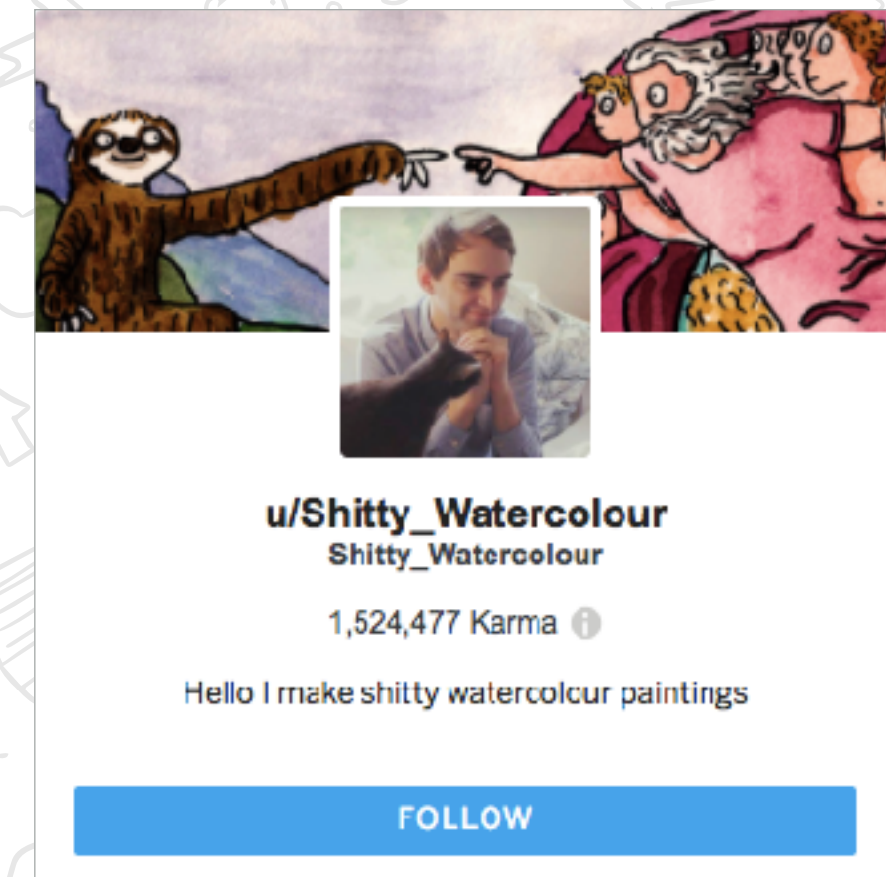 u/Shitty_Watercolour
Shitty_Watercolour
1,524,477 Karma
Hello I make shitty watercolour paintings
FOLLOW